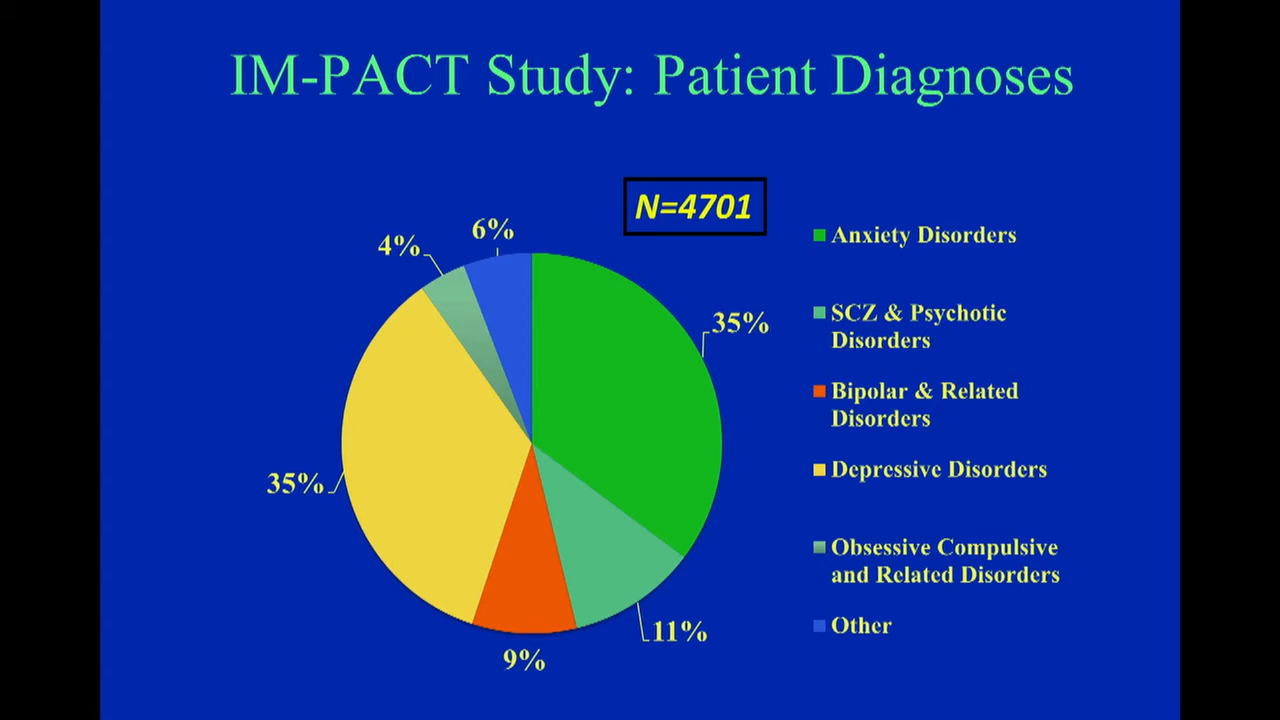 IM-PACT Study: Patient Diagnoses
N=4701
6%
4%
35%
35%
11%
9%
Anxiety Disorders
SCZ & Psychotic
Disorders
Bipolar & Related
Disorders
Depressive Disorders
Obsessive Compulsive
and Related Disorders
Other